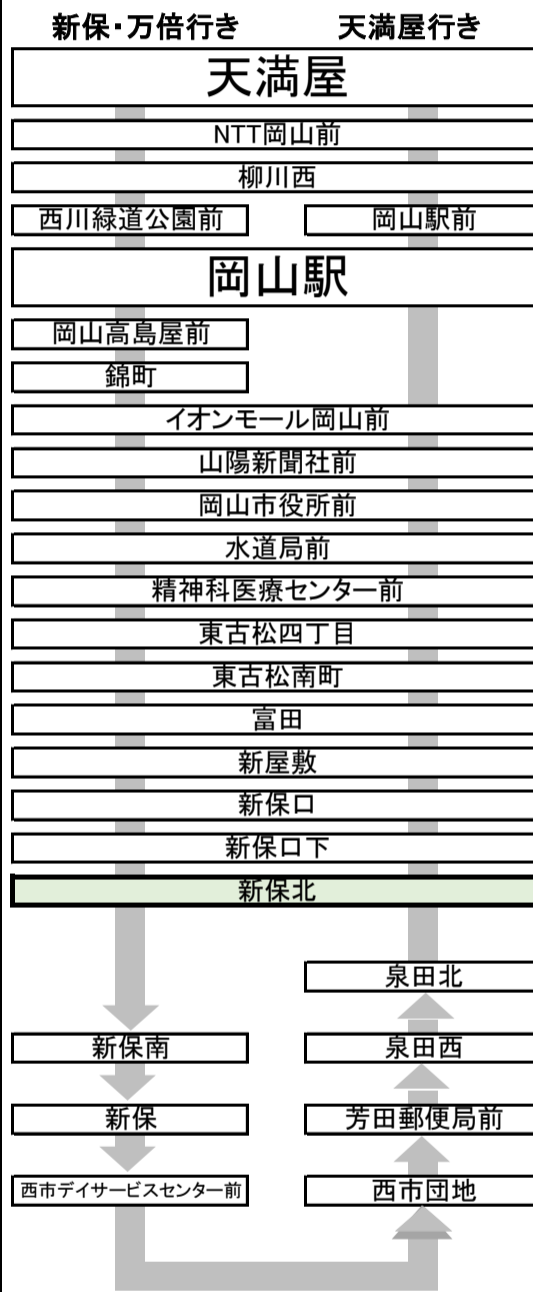 新保・万倍行き
天満屋行き
天満屋
NTT岡山前
柳川西
西川緑道公園前
岡山駅前
岡山駅
岡山高島屋前
錦町
イオンモール岡山前
山陽新聞社前
岡山市役所前
水道局前
精神科医療センター前
東古松四丁目
東古松南町
富田
新屋敷
新保口
新保口下
新保北
泉田北
新保南
泉田西
新保
芳田郵便局前
西市デイサービスセンター前
西市団地